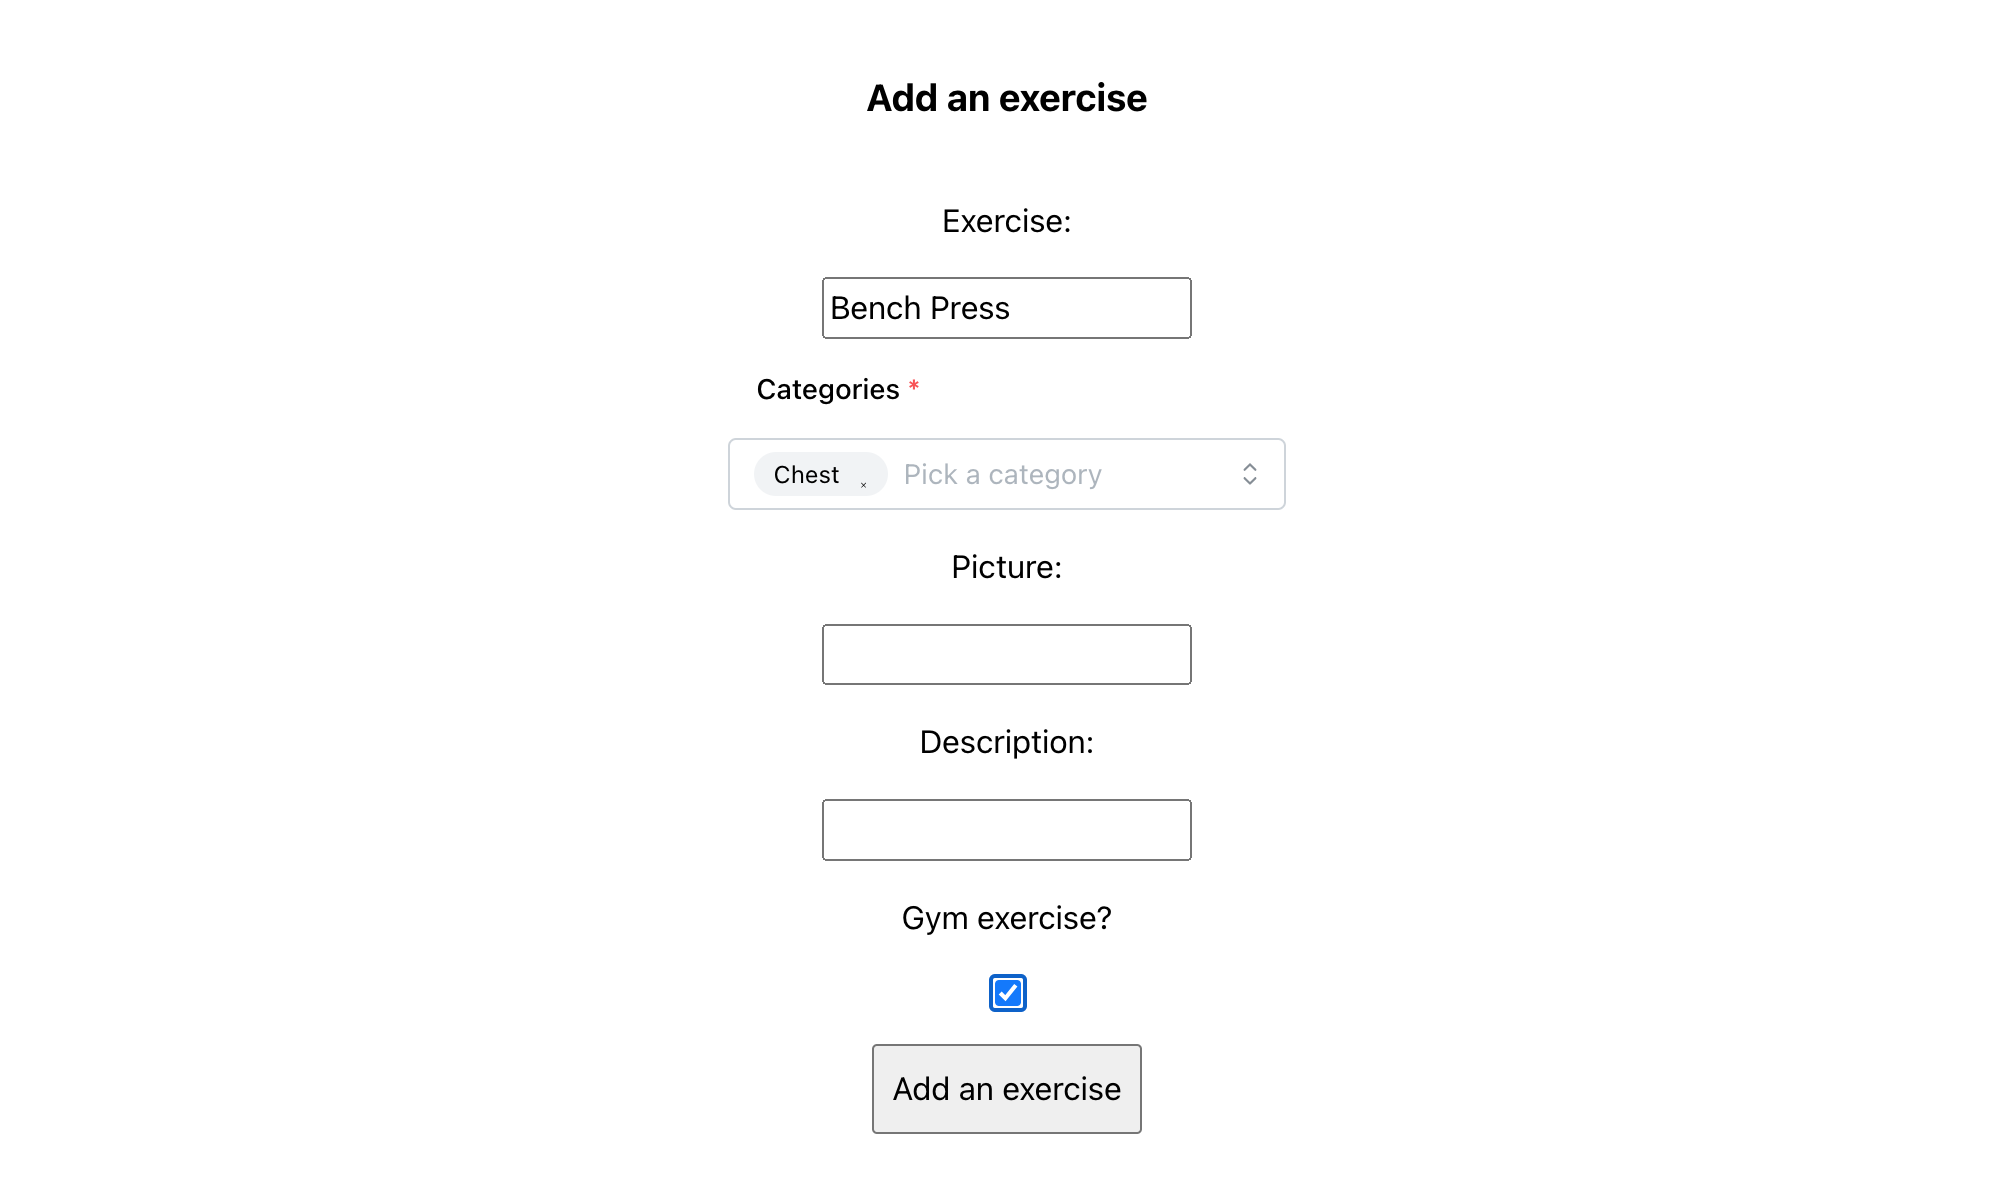 Add an exercise
Exercise:
Bench Press
Categories *
Chest × Pick a category
Picture:
Description:
Gym exercise?
Add an exercise